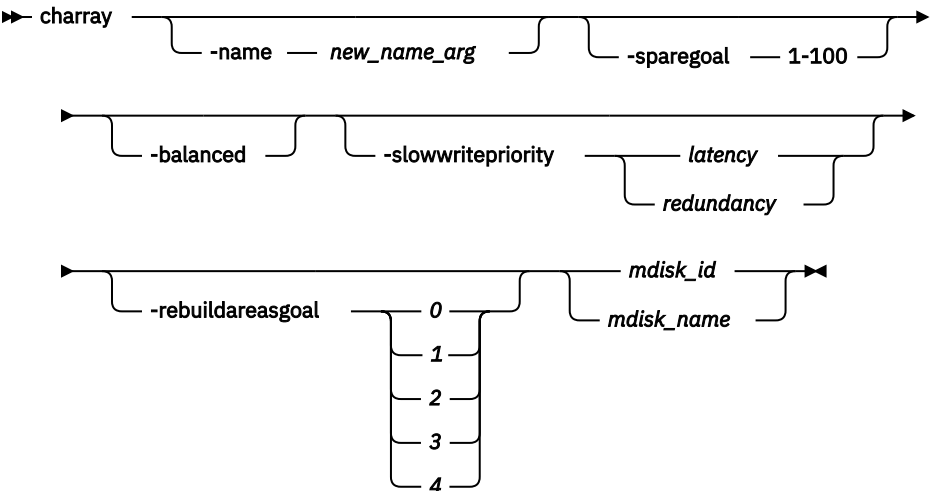 charray
-name new_name_arg
-sparegoal 1-100
-balanced
-slowwritepriority latency
redundancy
mdisk_id
-rebuildareasgoal 0
mdisk_name
1
2
3
4